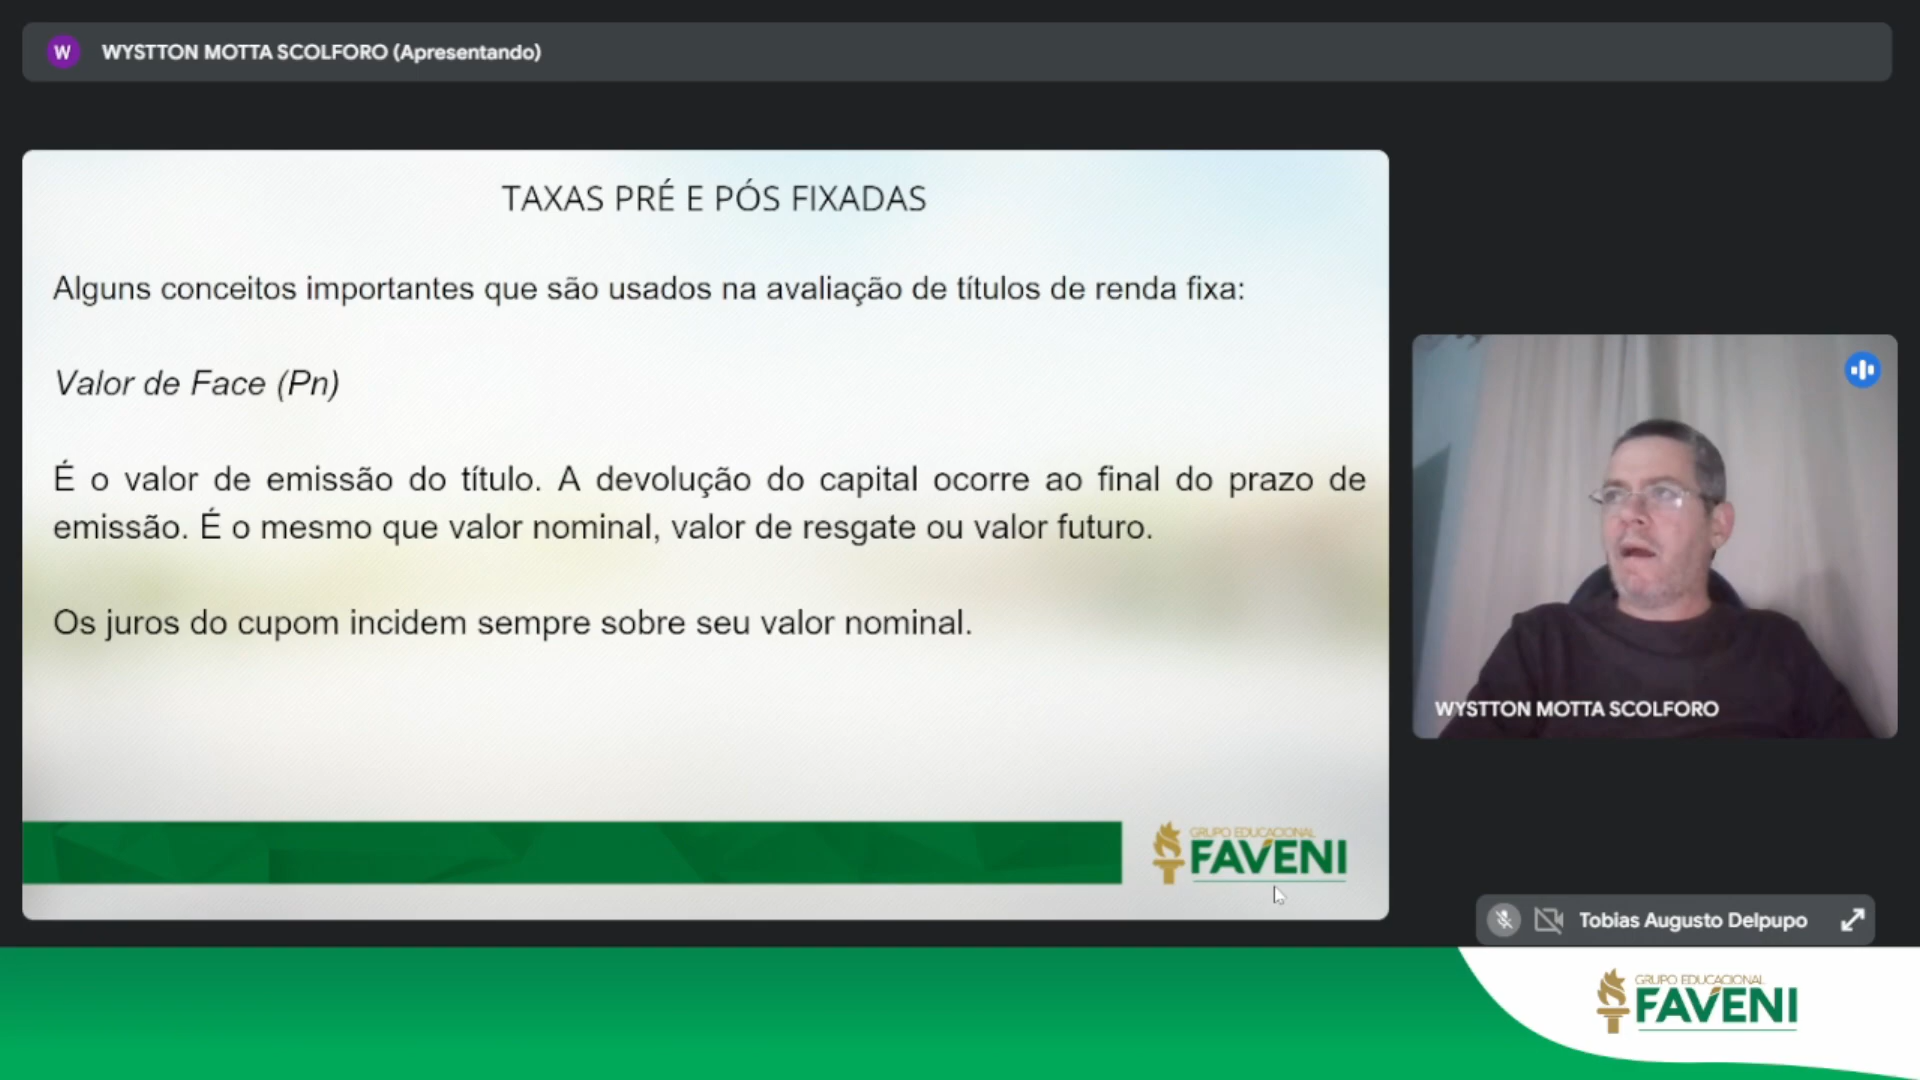 W WYSTTON MOTTA SCOLFORO (Apresentando)
TAXAS PRÉ E PÓS FIXADAS
Alguns conceitos importantes que são usados na avaliação de títulos de renda fixa:
Valor de Face (Pn)
É o valor de emissão do título. A devolução do capital ocorre ao final do prazo de
emissão. É o mesmo que valor nominal, valor de resgate ou valor futuro.
Os juros do cupom incidem sempre sobre seu valor nominal.
GRUPO EDUCACIONAL
FAVENI
WYSTTON MOTTA SCOLFORO
Tobias Augusto Delpupo
GRUPO EDUCACIONAL
FAVENI